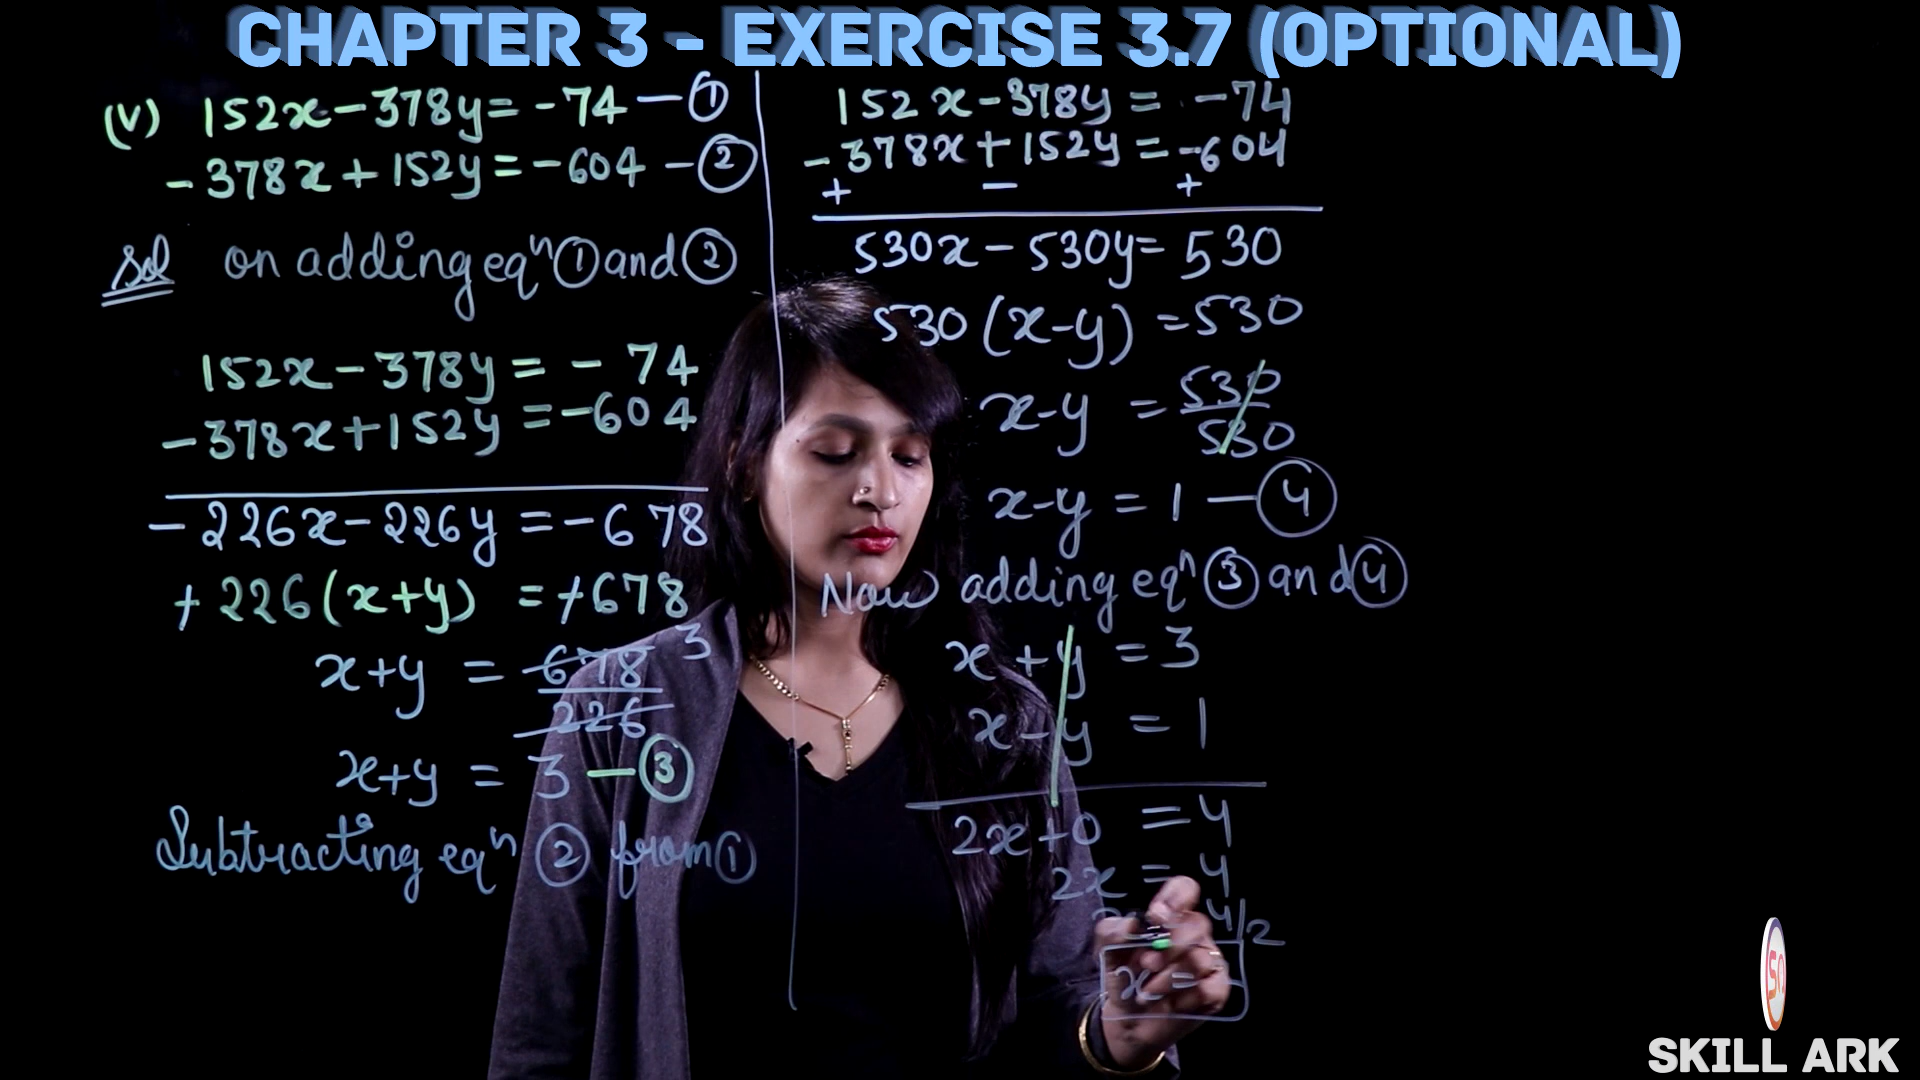 CHAPTER 3 - EXERCISE 3.7 (OPTIONAL)
(V) 152x-378y= -74 — ①
-378x+152y=-604 - ②
Sol on adding eqⁿ ① and ②
152x-378y = - 74
-378x+152y =-604
-226x-226y =-678
+226(x+y) =+678
x+y = 678/226 3
x+y = 3 — ③
Subtracting eqⁿ ② from ①
152x-378y = -74
-378x+152y =-604
+ - +
530x-530y= 530
530(x-y) =530
x-y = 530/530
x-y = 1 — ④
Now adding eqⁿ ③ and ④
x+y = 3
x-y = 1
2x+0 = 4
2x = 4
4/2
x =
SKILL ARK